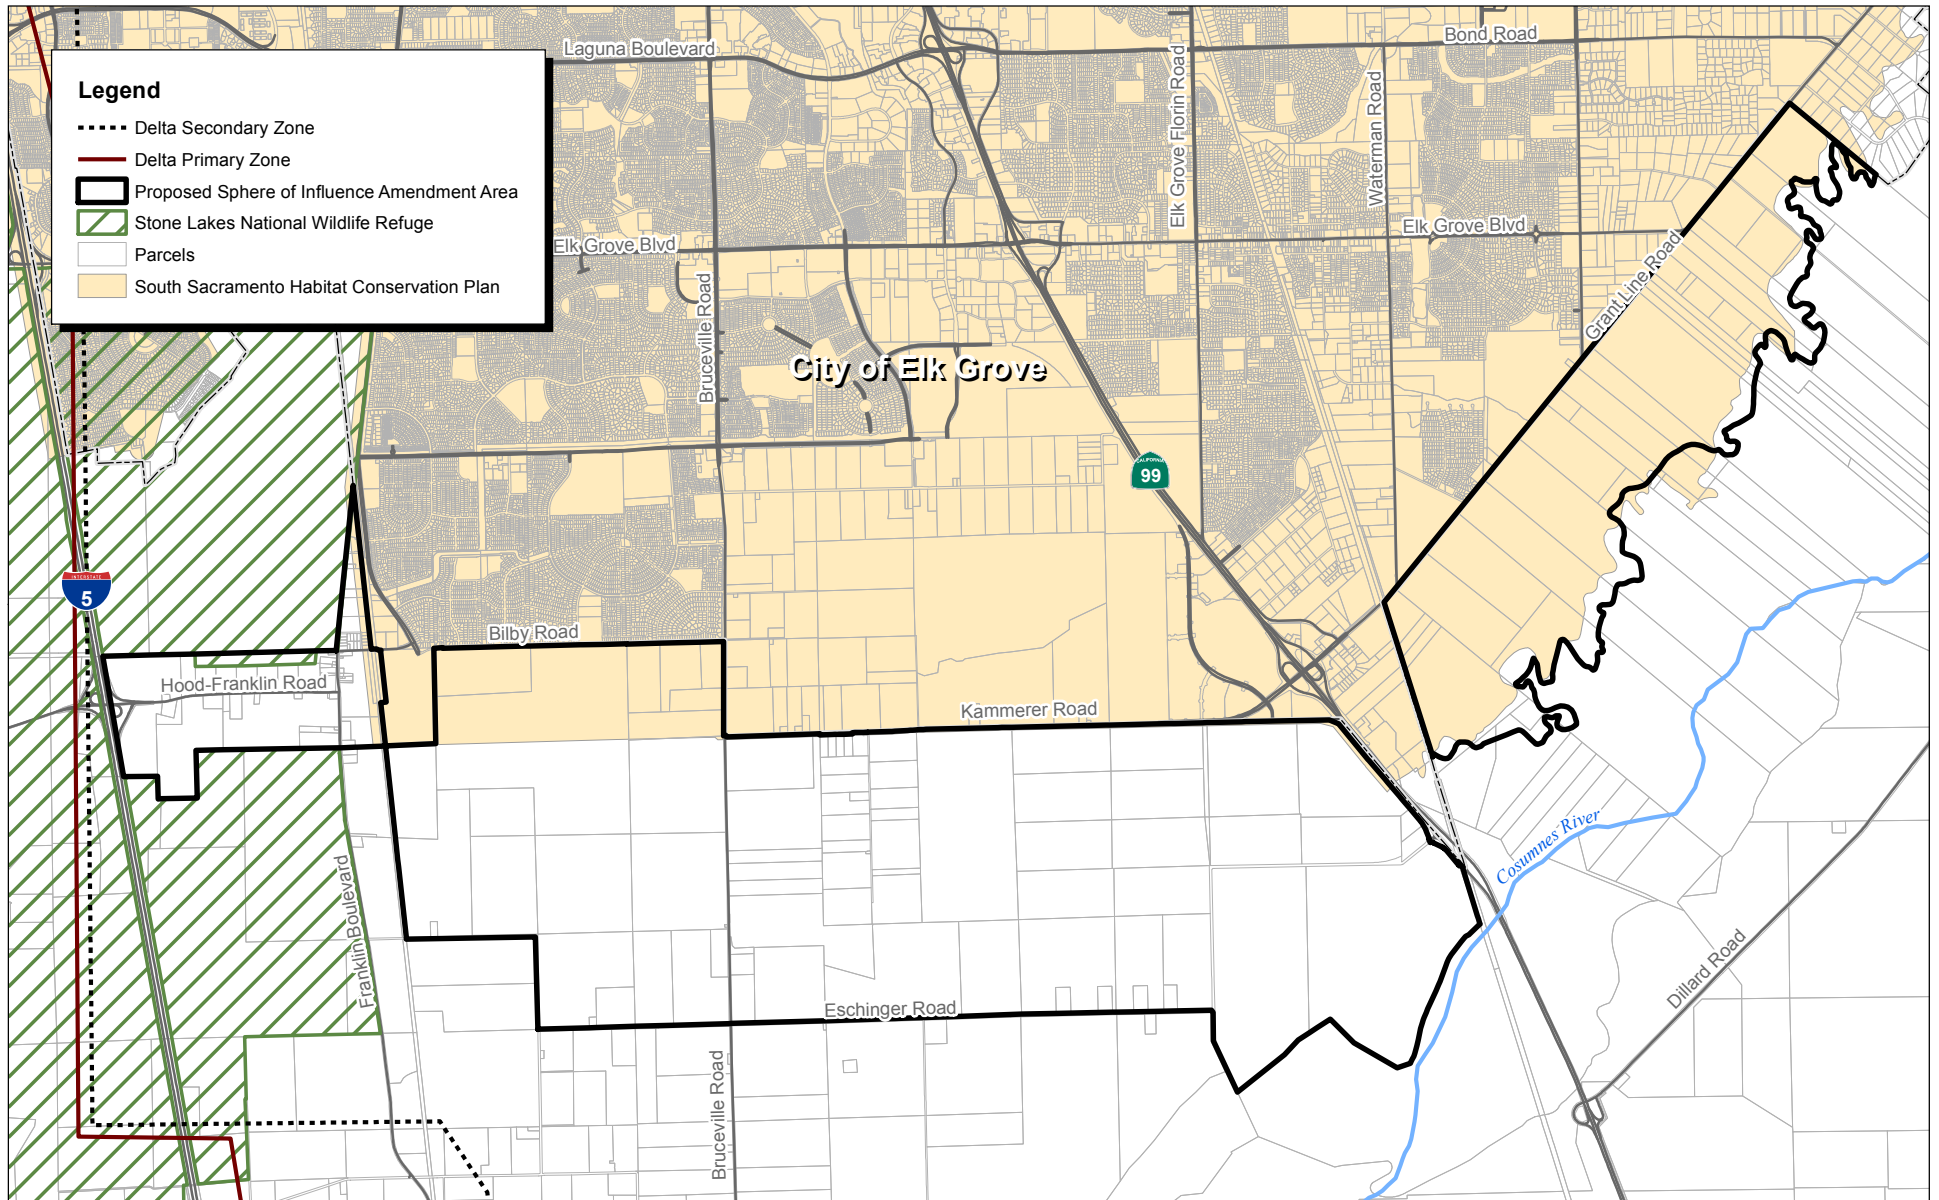 Laguna Boulevard
Bond Road
Legend
Delta Secondary Zone
Delta Primary Zone
Proposed Sphere of Influence Amendment Area
Stone Lakes National Wildlife Refuge
Parcels
South Sacramento Habitat Conservation Plan
Elk Grove Florin Road
Waterman Road
Elk Grove Blvd
Elk Grove Blvd
Grant Line Road
Bruceville Road
City of Elk Grove
CALIFORNIA
99
INTERSTATE
5
Bilby Road
Hood-Franklin Road
Kammerer Road
Cosumnes River
Franklin Boulevard
Dillard Road
Eschinger Road
Bruceville Road